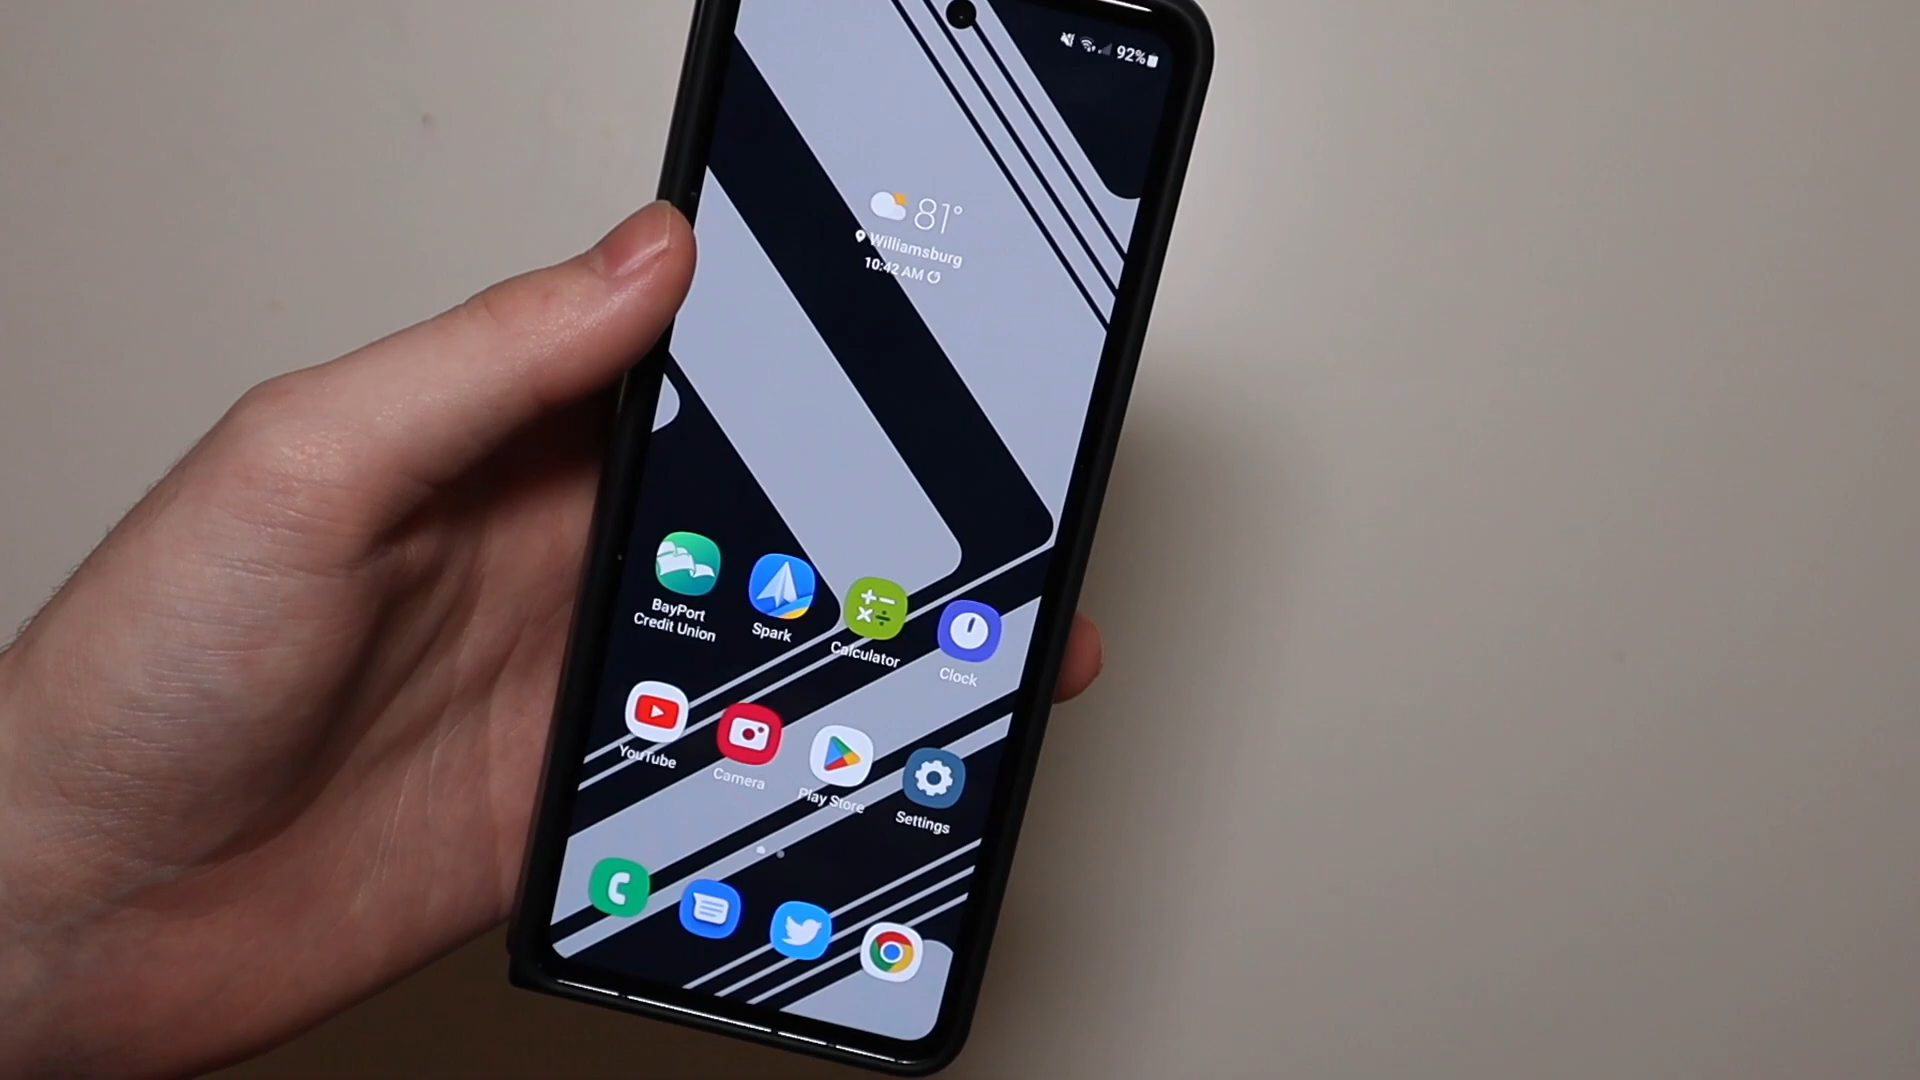 92%
81°
Williamsburg
10:42 AM
BayPort
Credit Union
Spark
Calculator
Clock
YouTube
Camera
Play Store
Settings